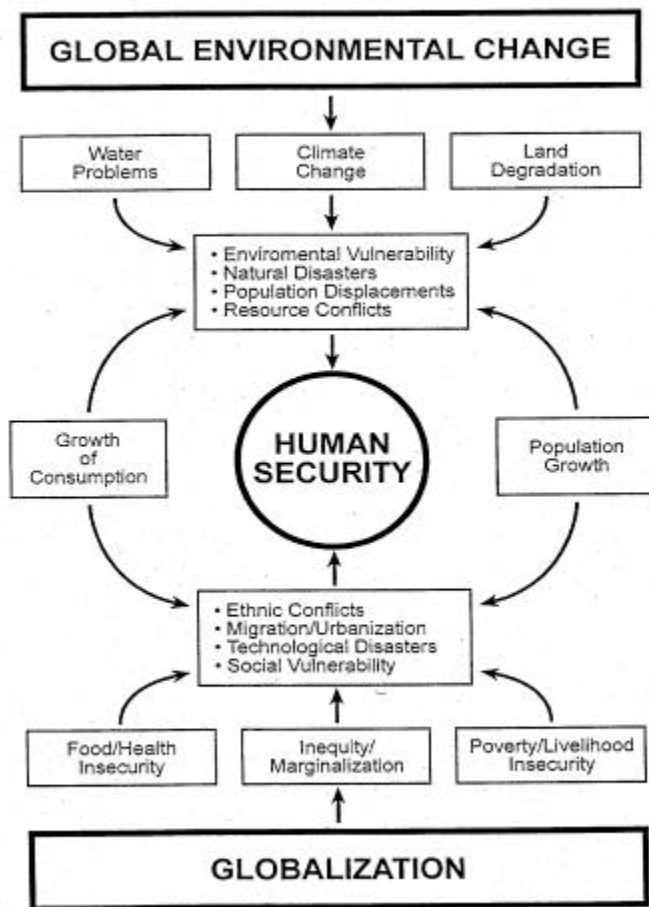 GLOBAL ENVIRONMENTAL CHANGE
Water
Problems
Climate
Change
Land
Degradation
• Enviromental Vulnerability
• Natural Disasters
• Population Displacements
• Resource Conflicts
Growth
of
Consumption
HUMAN
SECURITY
Population
Growth
• Ethnic Conflicts
• Migration/Urbanization
• Technological Disasters
• Social Vulnerability
Food/Health
Insecurity
Inequity/
Marginalization
Poverty/Livelihood
Insecurity
GLOBALIZATION